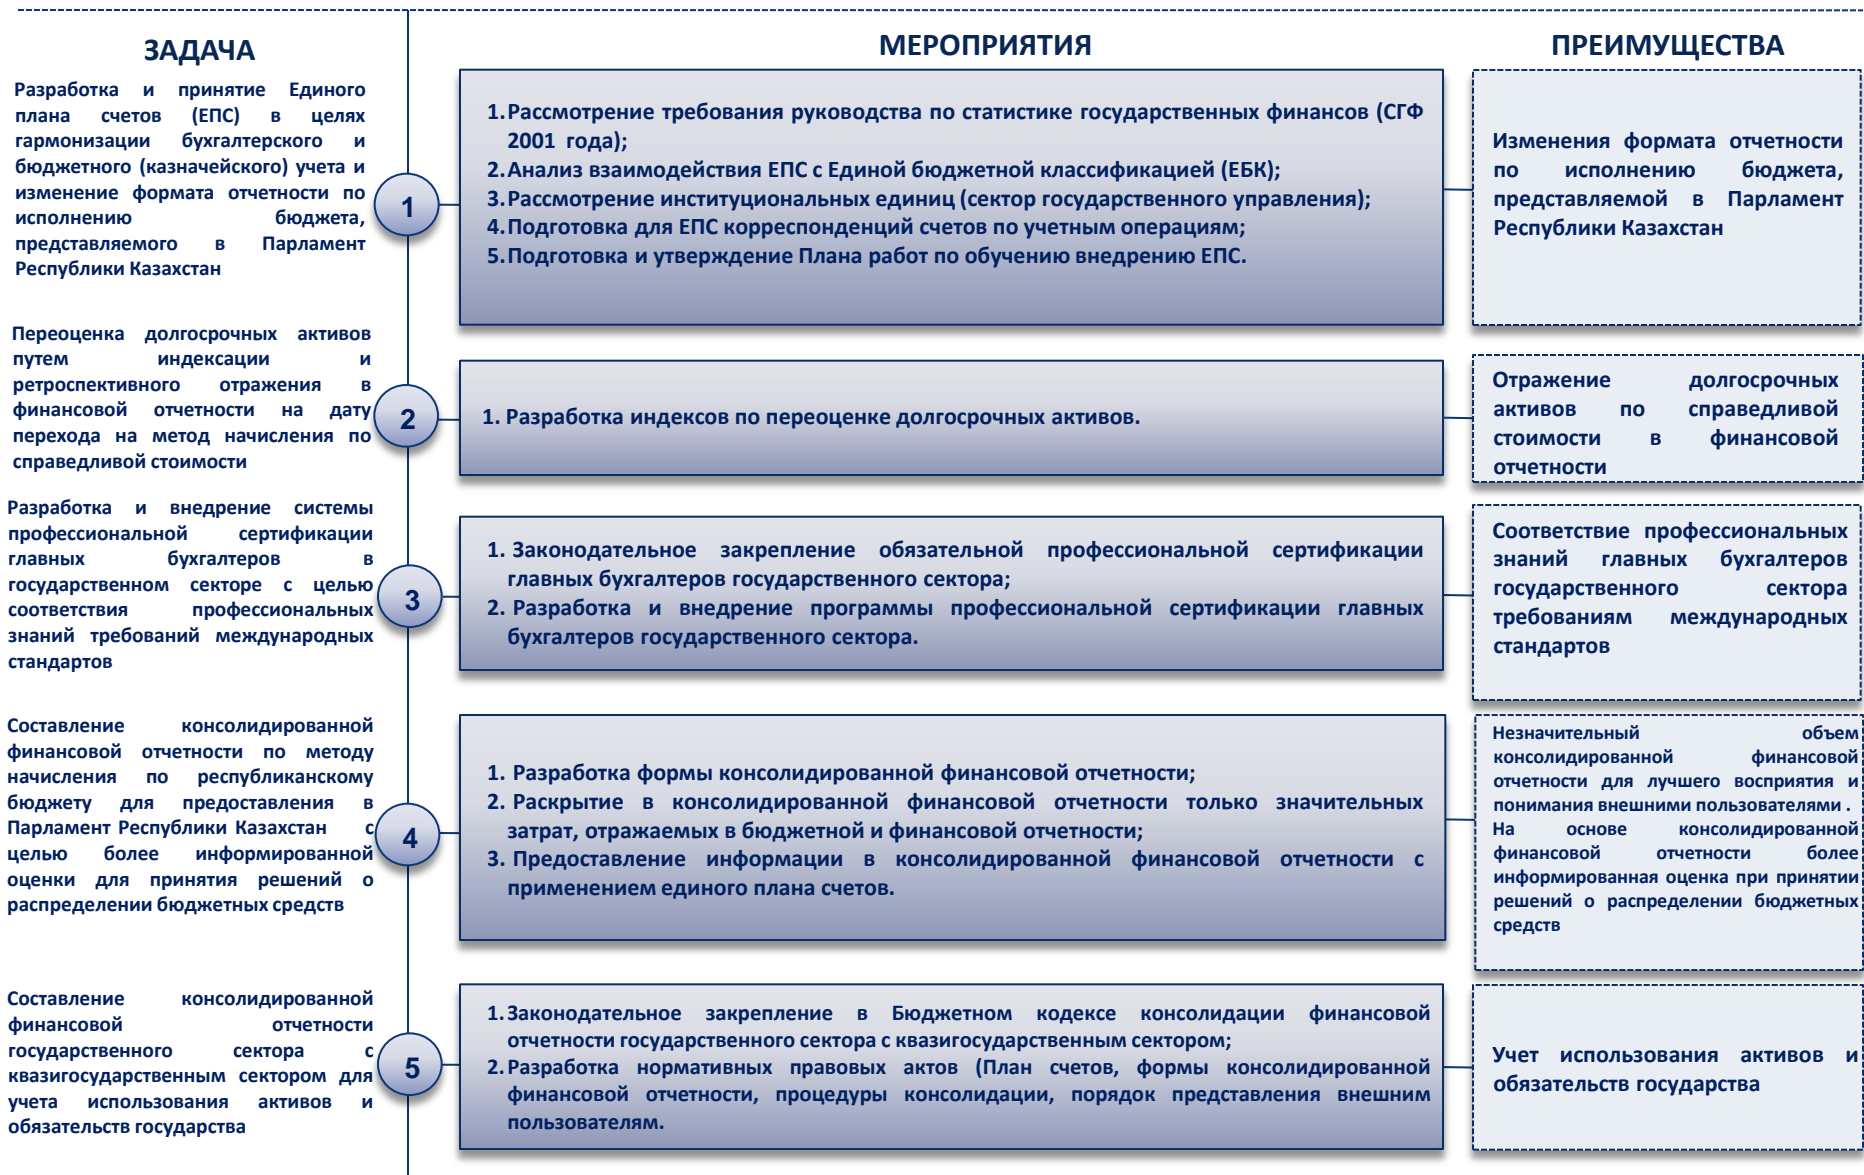 ЗАДАЧА
МЕРОПРИЯТИЯ
ПРЕИМУЩЕСТВА
Разработка и принятие Единого
плана счетов (ЕПС) в целях
гармонизации бухгалтерского и
бюджетного (казначейского) учета и
изменение формата отчетности по
исполнению бюджета,
представляемого в Парламент
Республики Казахстан
1
1. Рассмотрение требования руководства по статистике государственных финансов (СГФ
2001 года);
2. Анализ взаимодействия ЕПС с Единой бюджетной классификацией (ЕБК);
3. Рассмотрение институциональных единиц (сектор государственного управления);
4. Подготовка для ЕПС корреспонденций счетов по учетным операциям;
5. Подготовка и утверждение Плана работ по обучению внедрению ЕПС.
Изменения формата отчетности
по исполнению бюджета,
представляемой в Парламент
Республики Казахстан
Переоценка долгосрочных активов
путем индексации и
ретроспективного отражения в
финансовой отчетности на дату
перехода на метод начисления по
справедливой стоимости
2
1. Разработка индексов по переоценке долгосрочных активов.
Отражение долгосрочных
активов по справедливой
стоимости в финансовой
отчетности
Разработка и внедрение системы
профессиональной сертификации
главных бухгалтеров в
государственном секторе с целью
соответствия профессиональных
знаний требований международных
стандартов
3
1. Законодательное закрепление обязательной профессиональной сертификации
главных бухгалтеров государственного сектора;
2. Разработка и внедрение программы профессиональной сертификации главных
бухгалтеров государственного сектора.
Соответствие профессиональных
знаний главных бухгалтеров
государственного сектора
требованиям международных
стандартов
Составление консолидированной
финансовой отчетности по методу
начисления по республиканскому
бюджету для предоставления в
Парламент Республики Казахстан с
целью более информированной
оценки для принятия решений о
распределении бюджетных средств
4
1. Разработка формы консолидированной финансовой отчетности;
2. Раскрытие в консолидированной финансовой отчетности только значительных
затрат, отражаемых в бюджетной и финансовой отчетности;
3. Предоставление информации в консолидированной финансовой отчетности с
применением единого плана счетов.
Незначительный объем
консолидированной финансовой
отчетности для лучшего восприятия и
понимания внешними пользователями .
На основе консолидированной
финансовой отчетности более
информированная оценка при принятии
решений о распределении бюджетных
средств
Составление консолидированной
финансовой отчетности
государственного сектора с
квазигосударственным сектором для
учета использования активов и
обязательств государства
5
1. Законодательное закрепление в Бюджетном кодексе консолидации финансовой
отчетности государственного сектора с квазигосударственным сектором;
2. Разработка нормативных правовых актов (План счетов, формы консолидированной
финансовой отчетности, процедуры консолидации, порядок представления внешним
пользователям.
Учет использования активов и
обязательств государства